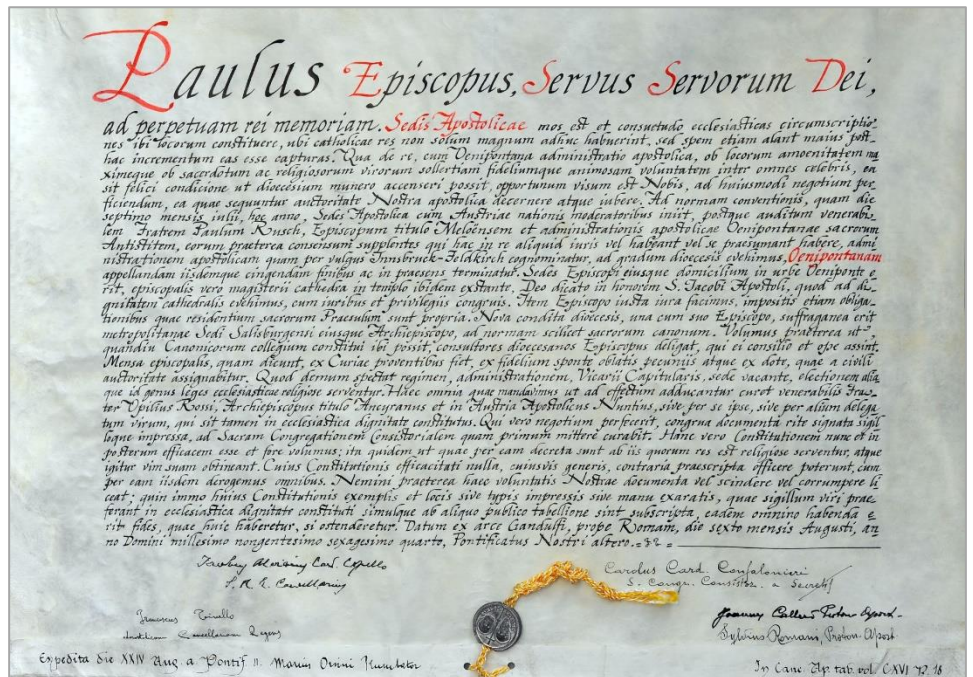 Paulus Episcopus, Servus Servorum Dei,
ad perpetuam rei memoriam. Sedis Apostolicae mos est et consuetudo ecclesiasticas circumscriptio-
nes ibi locorum constituere, ubi catholicae res non solum magnum adhuc habuerint, sed spem etiam alant maius post-
hac incrementum eas esse capturas. Qua de re, cum Oenipontana administratio apostolica, ob locorum amoenitatem ma
ximeque ob sacerdotum ac religiosorum virorum sollertiam fideliumque animosam voluntatem inter omnes celebris, ea
sit felici condicione ut dioecesium munero accenseri possit, opportunum visum est Nobis, ad huiusmodi negotium per
ficiendum, ea quae sequuntur auctoritate Nostra apostolica decernere atque iubere. Ad normam conventionis, quam die
septimo mensis iulii, hoc anno, Sedes Apostolica cum Austriae nationis moderatoribus iniit, postque auditum venerabi-
lem Fratrem Paulum Rusch, Episcopum titulo Meloënsem et administrationis apostolicae Oenipontanae sacrorum
Antistitem, eorum praeterea consensum supplentes qui hac in re aliquid iuris vel habeant vel se praesumant habere, admi
nistrationem apostolicam quam per vulgus Innsbruck-Feldkirch cognominatur, ad gradum dioecesis evehimus, Oenipontanam
appellandam iisdemque cingendam finibus ac in praesens terminatur. Sedes Episcopi eiusque domicilium in urbe Oeniponte e-
rit, episcopalis vero magisterii cathedra in templo ibidem exstante, Deo dicato in honorem S. Jacobi Apostoli, quod ad di-
gnitatem cathedralis evehimus, cum iuribus et privilegiis congruis. Item Episcopo iusta iura facimus, impositis etiam obliga-
tionibus quae residentium sacrorum Praesulum sunt propria. Nova condita dioecesis, una cum suo Episcopo, suffraganea erit
metropolitanae Sedi Salisburgensi eiusque Archiepiscopo, ad normam scilicet sacrorum canonum. Volumus praeterea ut
quamdiu Canonicorum collegium constitui ibi possit, consultores dioecesanos Episcopus deligat, qui ei consilio et ope assint.
Mensa episcopalis, quam dicunt, ex Curiae proventibus fiet, ex fidelium sponte oblatis pecuniis atque ex dote, quae a civili
auctoritate assignabitur. Quod demum spectat regimen, administrationem, Vicarii Capitularis, sede vacante, electionem alia
que id genus leges ecclesiasticae religiose serventur. Haec omnia quae mandavimus ut ad effectum adducantur curet venerabilis Fra-
ter Opilius Rossi, Archiepiscopus titulo Ancyranus et in Austria Apostolicus Nuntius, sive per se ipse, sive per alium delega
tum virum, qui sit tamen in ecclesiastica dignitate constitutus. Qui vero negotium perfecerit, congrua documenta rite signata sigil
loque impressa, ad Sacram Congregationem Consistorialem quam primum mittere curabit. Hanc vero Constitutionem nunc et in
posterum efficacem esse et fore volumus; ita quidem ut quae per eam decreta sunt ab iis quorum res est religiose serventur, atque
igitur vim suam obtineant. Cuius Constitutionis efficacitati nulla, cuiusvis generis, contraria praescripta officere poterunt, cum
per eam iisdem derogemus omnibus. Nemini praeterea haec voluntatis Nostrae documenta vel scindere vel corrumpere li
ceat; quin immo huius Constitutionis exemplis et locis sive typis impressis sive manu exaratis, quae sigillum viri prae
ferant in ecclesiastica dignitate constituti simulque ab aliquo publico tabellione sint subscripta, eadem omnino habenda e-
rit fides, quae huic haberetur, si ostenderetur. Datum ex arce Gandulfi, prope Romam, die sexto mensis Augusti, an-
no Domini millesimo nongentesimo sexagesimo quarto, Pontificatus Nostri altero.
Aloisius Card. Copello
S. R. E. Cancellarius
Carolus Card. Confalonieri
S. Congr. Consistor. a Secretis
Franciscus Tinello
Cancellariam Regens
Sylvius Romani, Proton. Apost.
Expedita die XXIV Aug. a Pontif. II. Marius Orsini Plumbator
In Canc. Ap. tab. vol. CXVI N. 18